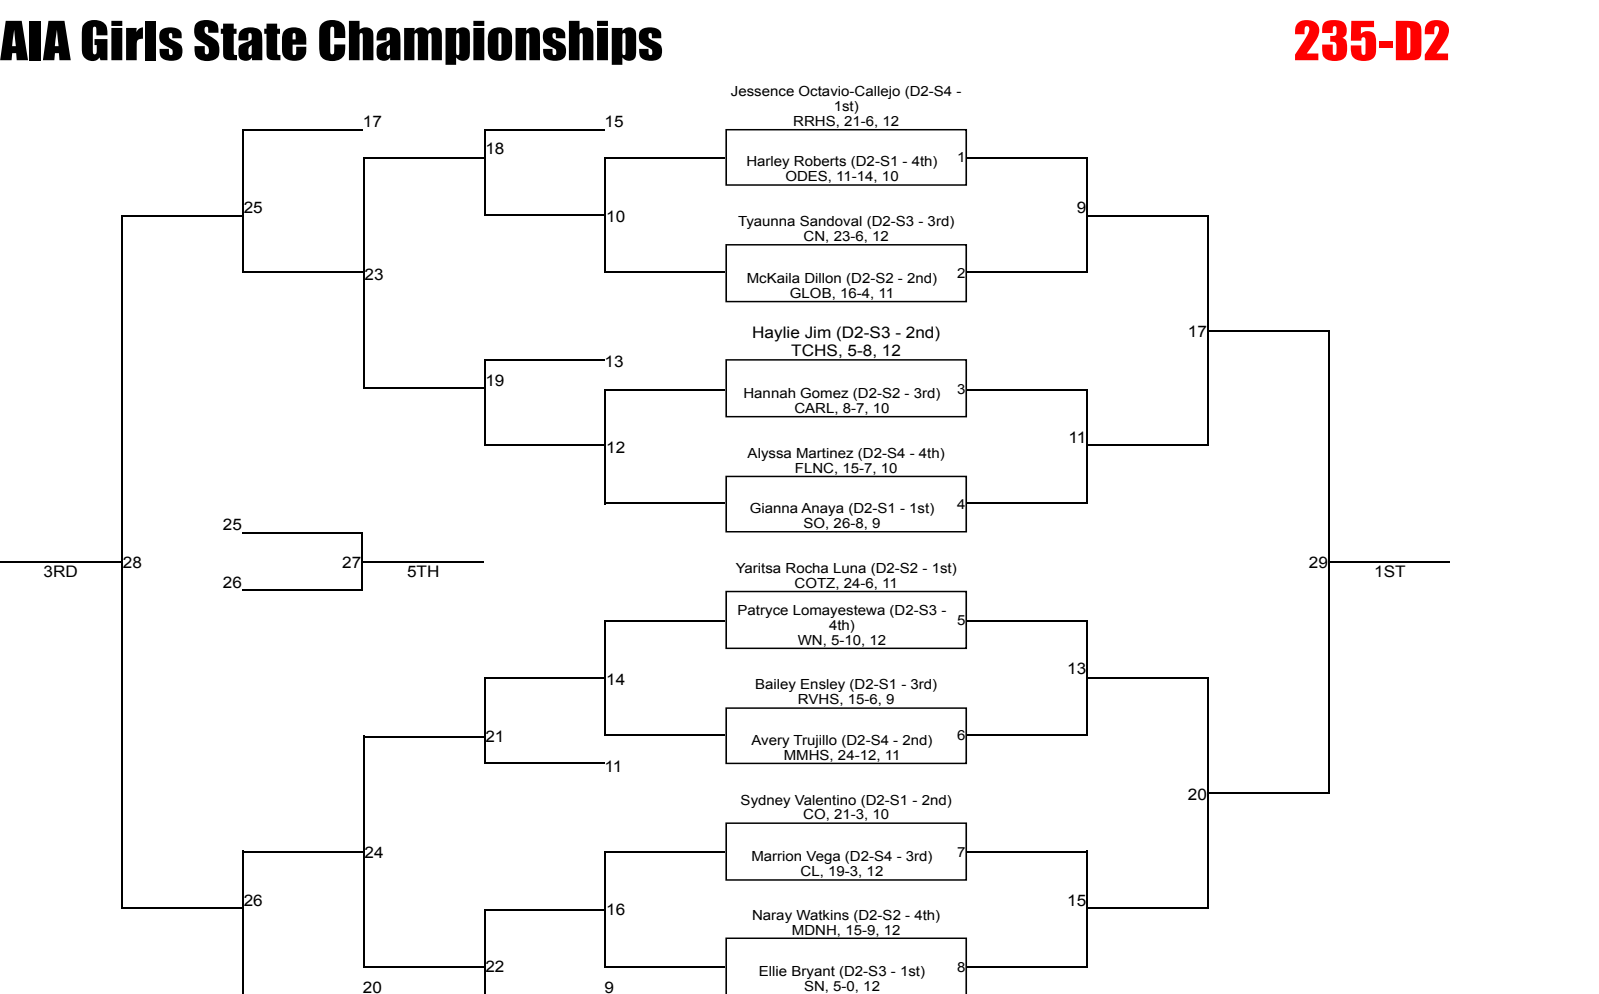 AIA Girls State Championships
235-D2
Jessence Octavio-Callejo (D2-S4 -
1st)
RRHS, 21-6, 12
17
15
18
Harley Roberts (D2-S1 - 4th)
1
ODES, 11-14, 10
25
10
9
Tyaunna Sandoval (D2-S3 - 3rd)
CN, 23-6, 12
23
McKaila Dillon (D2-S2 - 2nd)
2
GLOB, 16-4, 11
17
Haylie Jim (D2-S3 - 2nd)
TCHS, 5-8, 12
13
19
Hannah Gomez (D2-S2 - 3rd)
3
CARL, 8-7, 10
12
11
Alyssa Martinez (D2-S4 - 4th)
FLNC, 15-7, 10
Gianna Anaya (D2-S1 - 1st)
4
SO, 26-8, 9
25
3RD
28
27
5TH
29
1ST
26
Yaritsa Rocha Luna (D2-S2 - 1st)
COTZ, 24-6, 11
Patryce Lomayestewa (D2-S3 -
4th)
5
WN, 5-10, 12
14
13
Bailey Ensley (D2-S1 - 3rd)
RVHS, 15-6, 9
21
Avery Trujillo (D2-S4 - 2nd)
6
MMHS, 24-12, 11
11
20
Sydney Valentino (D2-S1 - 2nd)
CO, 21-3, 10
24
Marrion Vega (D2-S4 - 3rd)
7
CL, 19-3, 12
26
16
15
Naray Watkins (D2-S2 - 4th)
MDNH, 15-9, 12
22
Ellie Bryant (D2-S3 - 1st)
8
SN, 5-0, 12
20
9